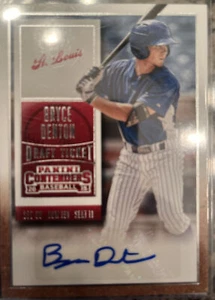 St. Louis
BRYCE
DENTON
DRAFT TICKET
PANINI
CONTENDERS
BASEBALL